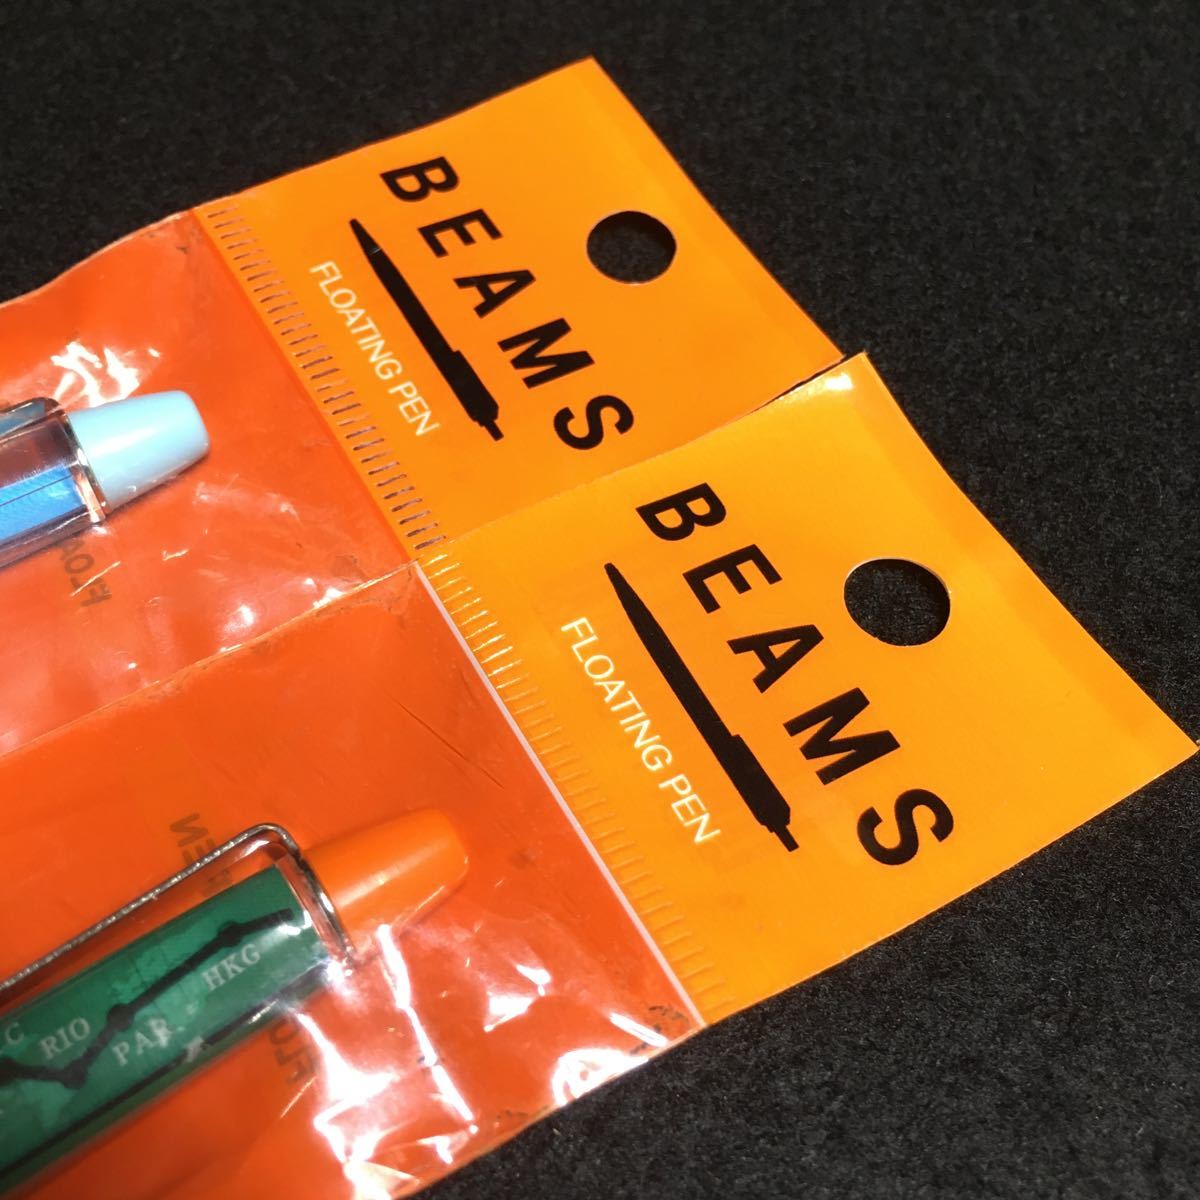 BEAMS
FLOATING PEN
BEAMS
FLOATING PEN
C
RIO
PAR.
HKG